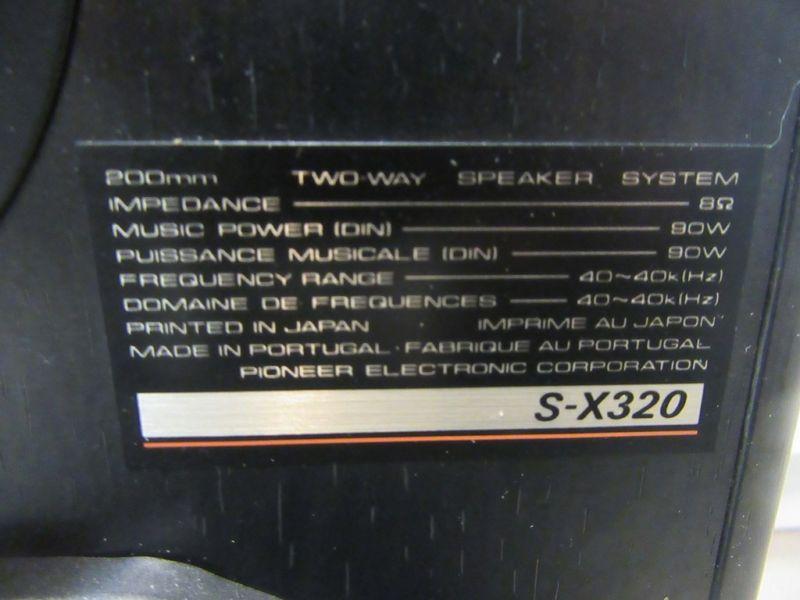 200mm TWO-WAY SPEAKER SYSTEM
IMPEDANCE 8Ω
MUSIC POWER (DIN) 90W
PUISSANCE MUSICALE (DIN) 90W
FREQUENCY RANGE 40~40k(Hz)
DOMAINE DE FREQUENCES 40~40k(Hz)
PRINTED IN JAPAN IMPRIME AU JAPON
MADE IN PORTUGAL · FABRIQUE AU PORTUGAL
PIONEER ELECTRONIC CORPORATION
S-X320